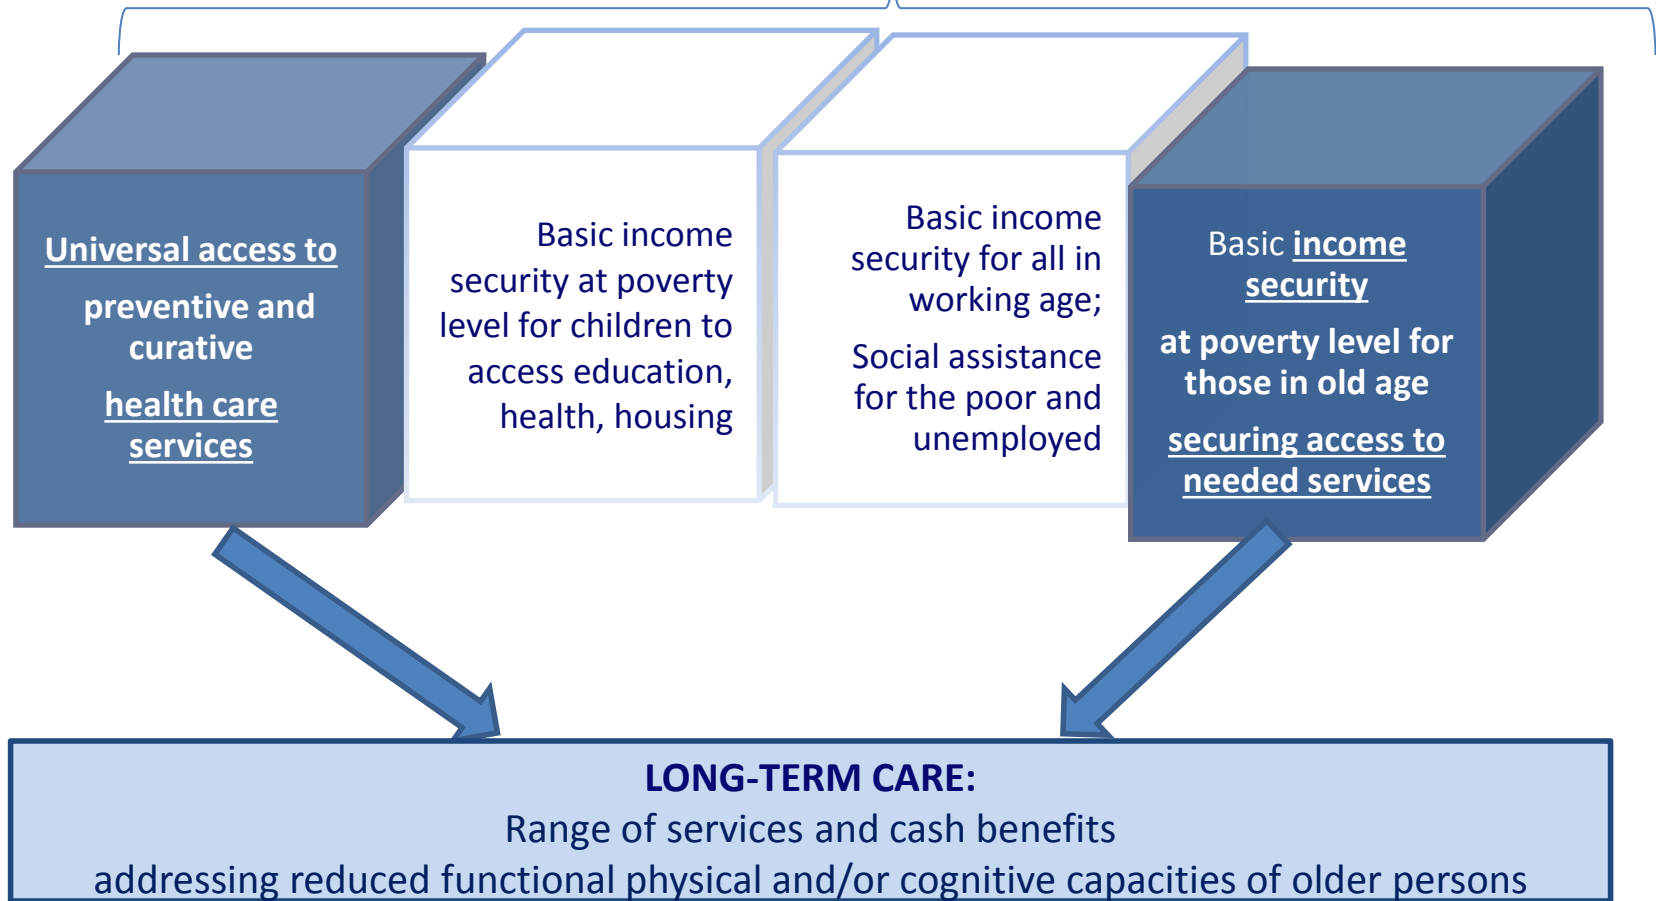 Universal access to
preventive and
curative
health care
services
Basic income
security at poverty
level for children to
access education,
health, housing
Basic income
security for all in
working age;
Social assistance
for the poor and
unemployed
Basic income
security
at poverty level for
those in old age
securing access to
needed services
LONG-TERM CARE:
Range of services and cash benefits
addressing reduced functional physical and/or cognitive capacities of older persons